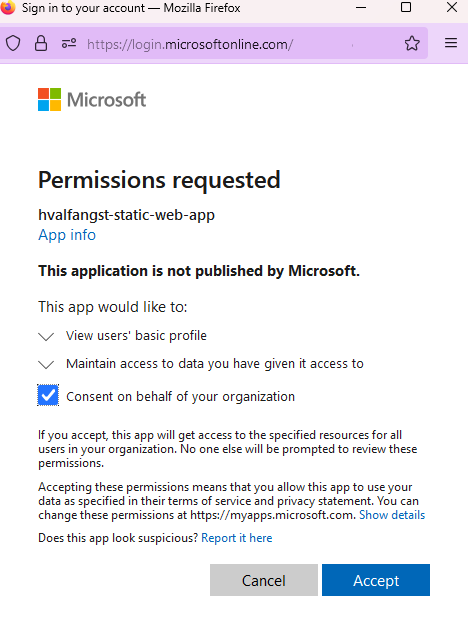 Sign in to your account — Mozilla Firefox
https://login.microsoftonline.com/
Microsoft
Permissions requested
hvalfangst-static-web-app
App info
This application is not published by Microsoft.
This app would like to:
View users' basic profile
Maintain access to data you have given it access to
Consent on behalf of your organization
If you accept, this app will get access to the specified resources for all
users in your organization. No one else will be prompted to review these
permissions.
Accepting these permissions means that you allow this app to use your
data as specified in their terms of service and privacy statement. You can
change these permissions at https://myapps.microsoft.com. Show details
Does this app look suspicious? Report it here
Cancel Accept